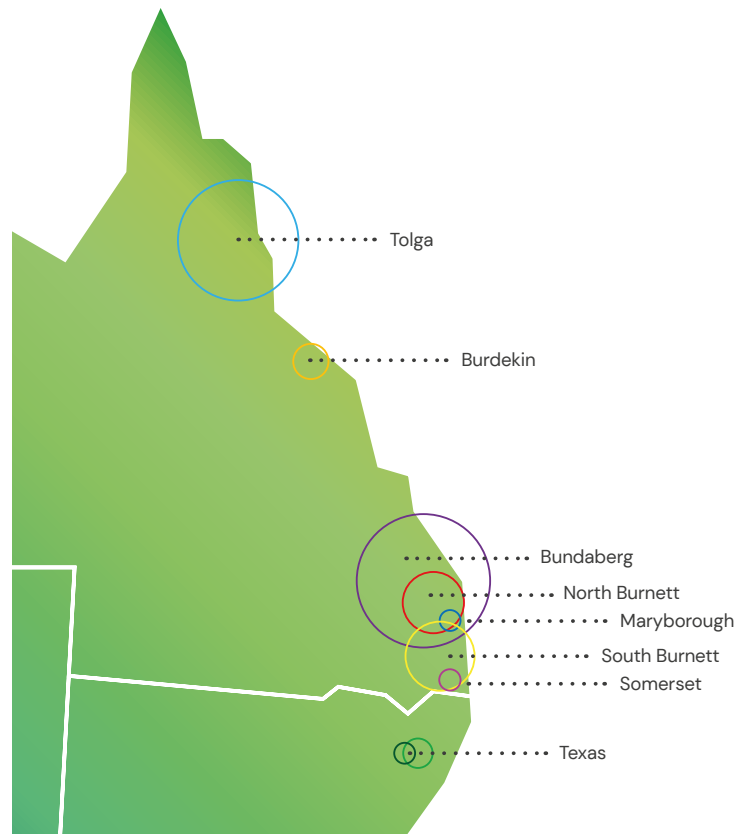 Tolga
Burdekin
Bundaberg
North Burnett
Maryborough
South Burnett
Somerset
Texas